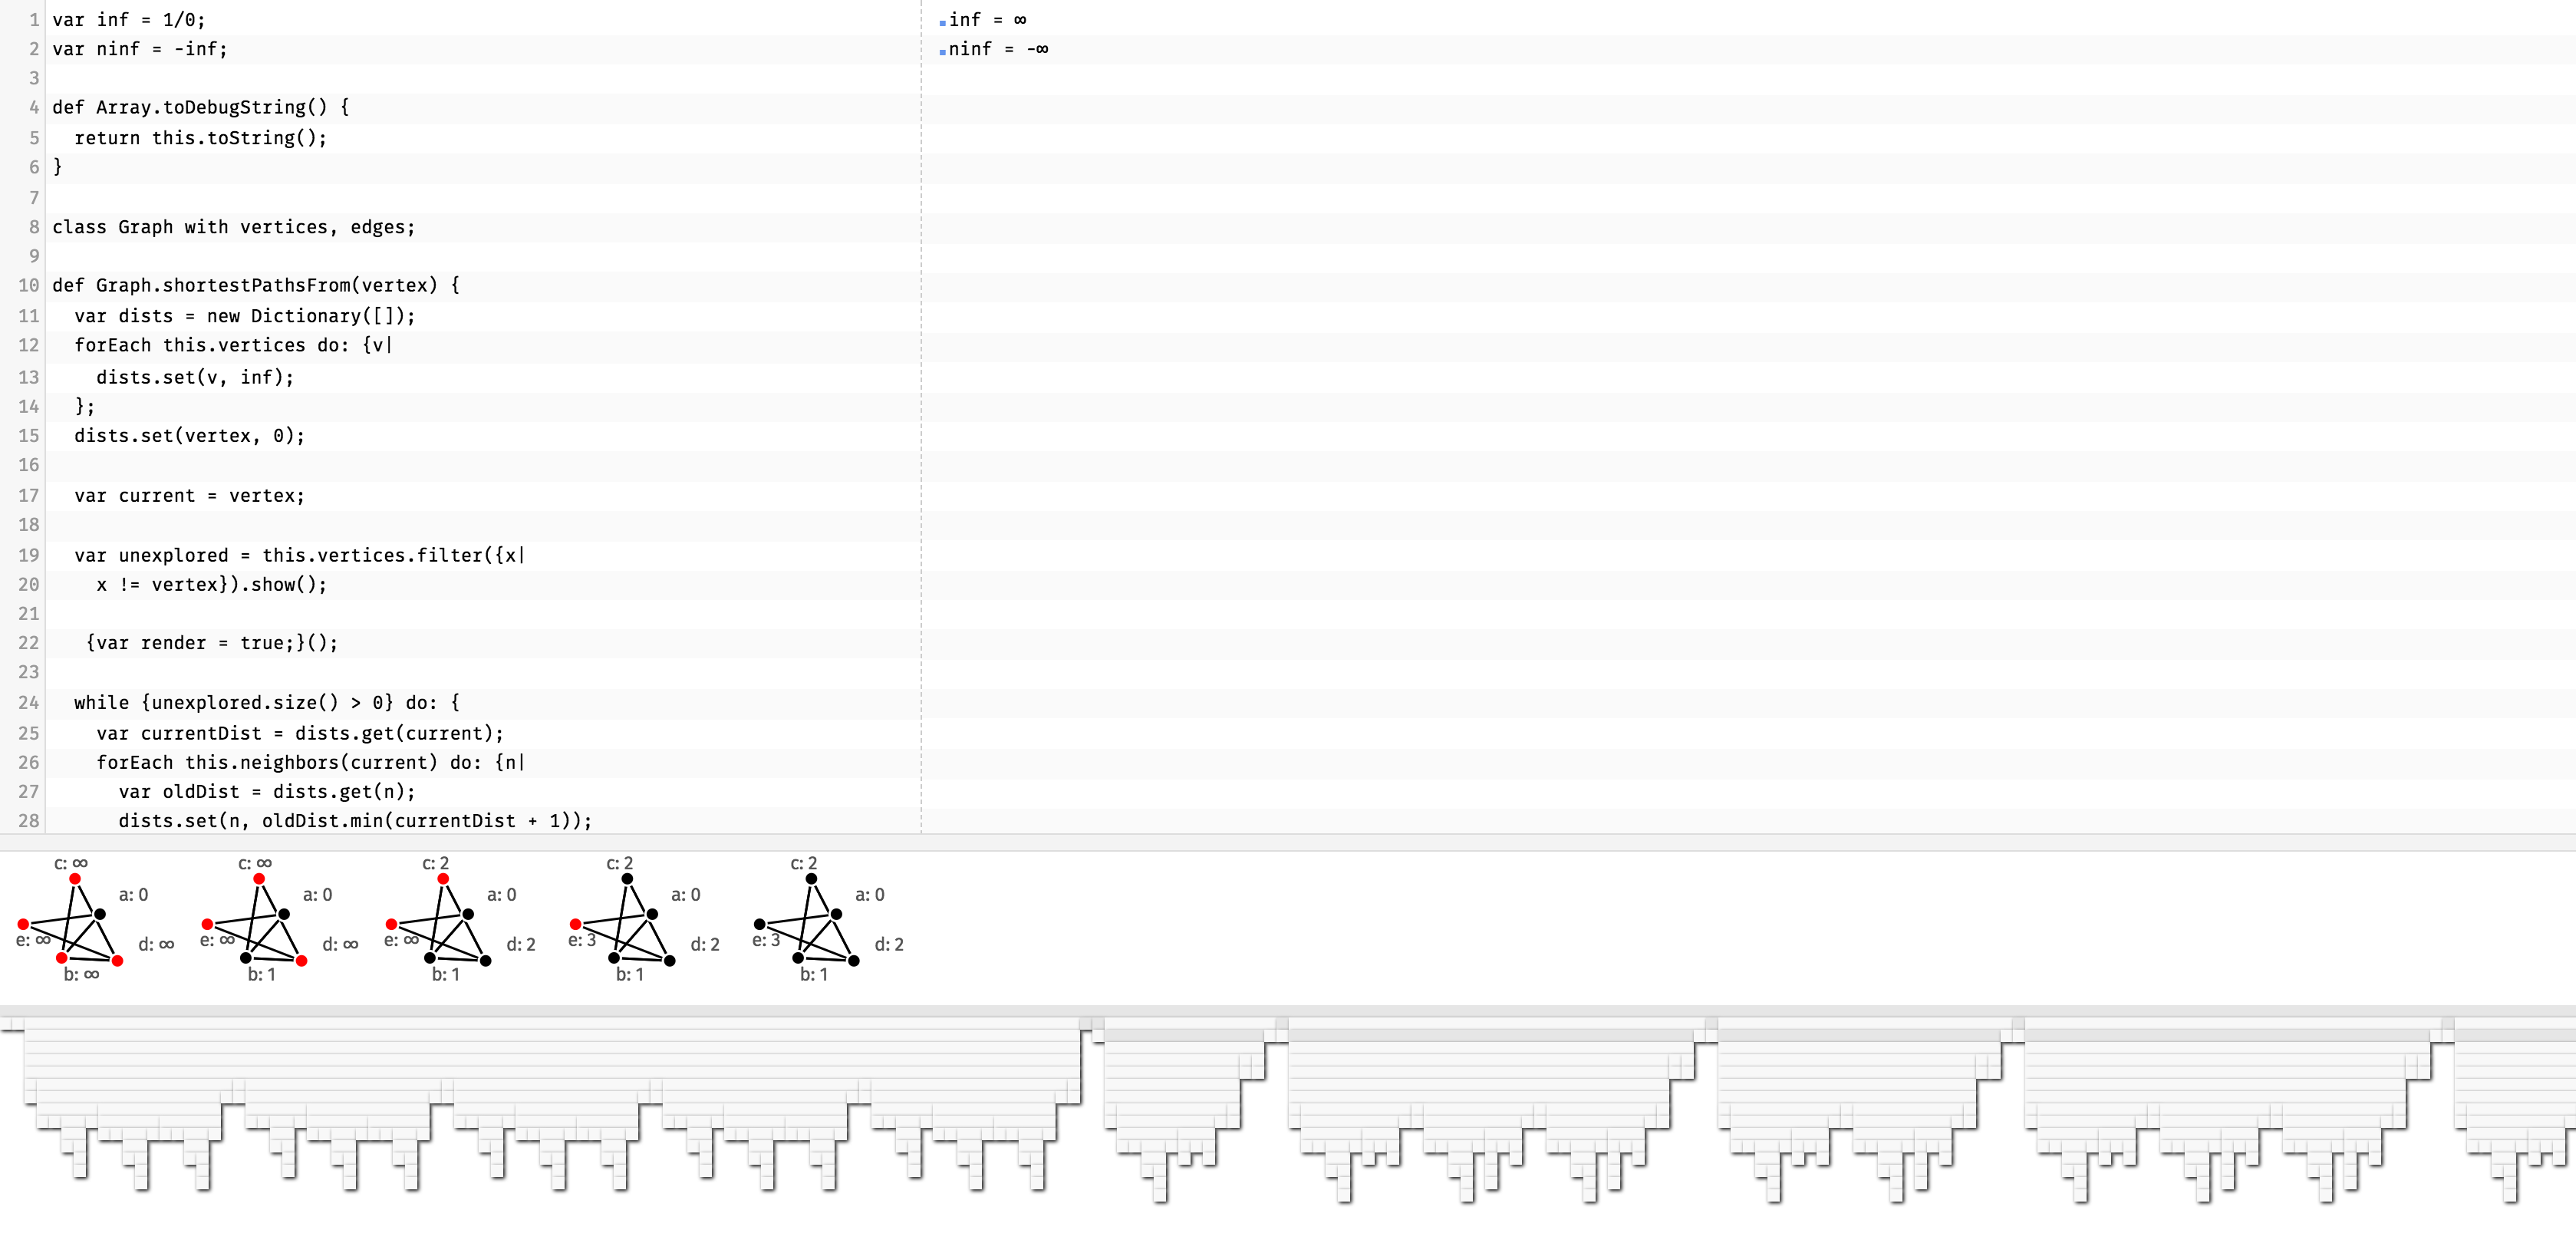 1 var inf = 1/0; inf = ∞
2 var ninf = -inf; ninf = -∞
3
4 def Array.toDebugString() {
5   return this.toString();
6 }
7
8 class Graph with vertices, edges;
9
10 def Graph.shortestPathsFrom(vertex) {
11   var dists = new Dictionary([]);
12   forEach this.vertices do: {v|
13     dists.set(v, inf);
14   };
15   dists.set(vertex, 0);
16
17   var current = vertex;
18
19   var unexplored = this.vertices.filter({x|
20     x != vertex}).show();
21
22    {var render = true;}();
23
24   while {unexplored.size() > 0} do: {
25     var currentDist = dists.get(current);
26     forEach this.neighbors(current) do: {n|
27       var oldDist = dists.get(n);
28       dists.set(n, oldDist.min(currentDist + 1));
c: ∞ c: ∞ c: 2 c: 2 c: 2
a: 0 a: 0 a: 0 a: 0 a: 0
e: ∞ d: ∞ e: ∞ d: ∞ e: ∞ d: 2 e: 3 d: 2 e: 3 d: 2
b: ∞ b: 1 b: 1 b: 1 b: 1